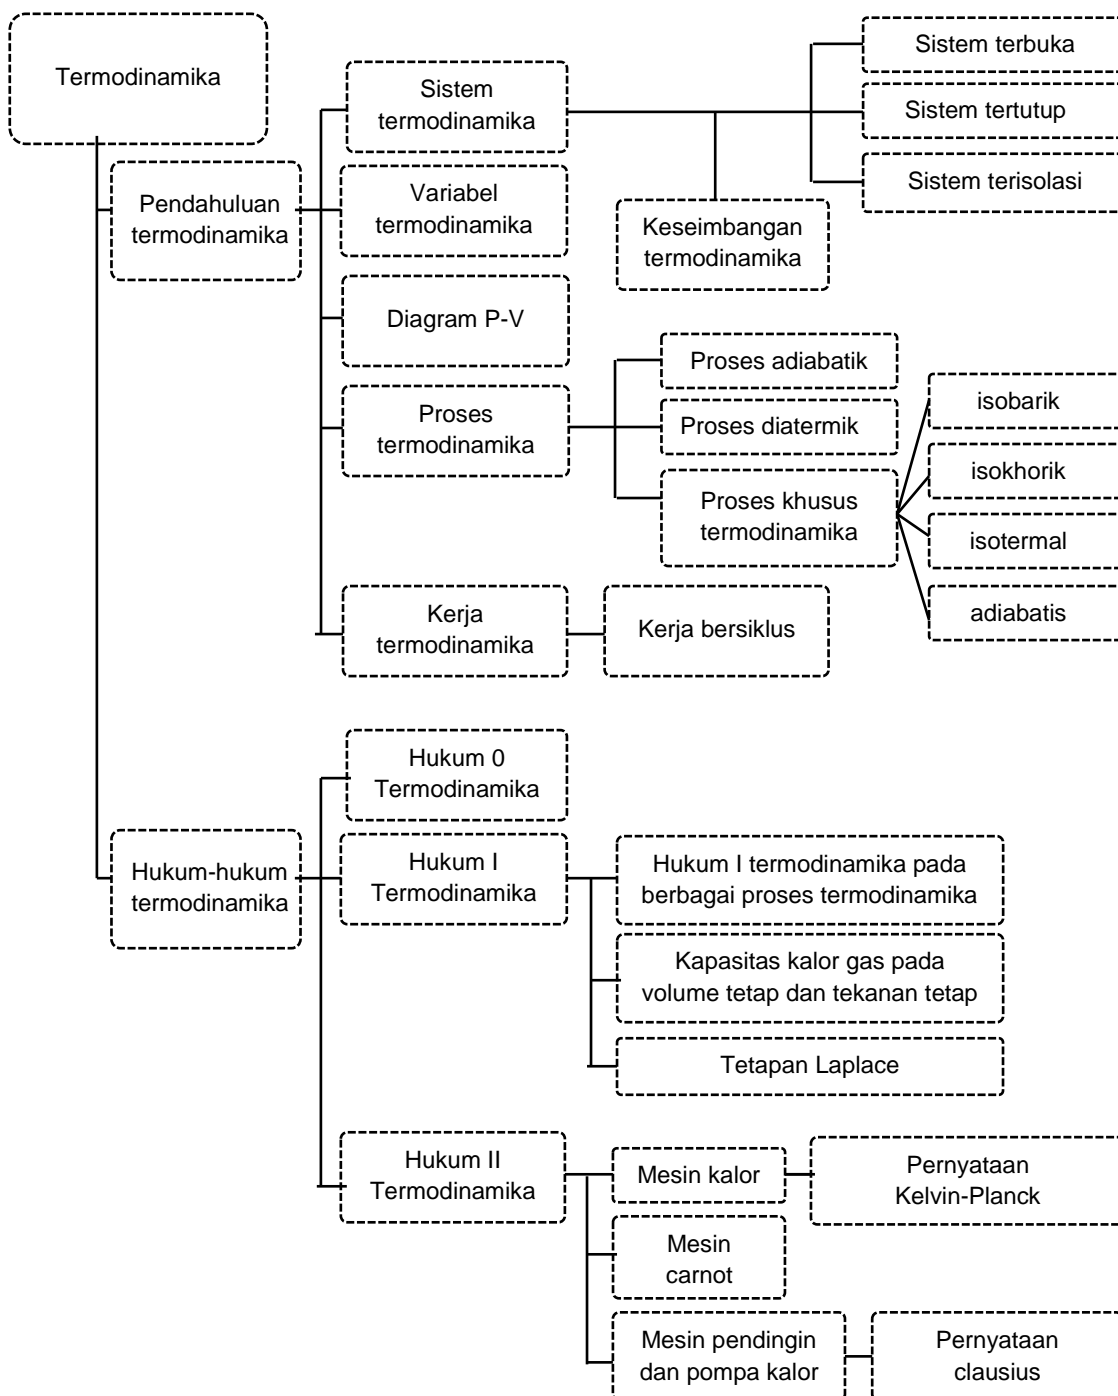 Termodinamika
Pendahuluan
termodinamika
Sistem
termodinamika
Sistem terbuka
Sistem tertutup
Sistem terisolasi
Keseimbangan
termodinamika
Variabel
termodinamika
Diagram P-V
Proses
termodinamika
Proses adiabatik
Proses diatermik
Proses khusus
termodinamika
isobarik
isokhorik
isotermal
adiabatis
Kerja
termodinamika
Kerja bersiklus
Hukum-hukum
termodinamika
Hukum 0
Termodinamika
Hukum I
Termodinamika
Hukum I termodinamika pada
berbagai proses termodinamika
Kapasitas kalor gas pada
volume tetap dan tekanan tetap
Tetapan Laplace
Hukum II
Termodinamika
Mesin kalor
Pernyataan
Kelvin-Planck
Mesin
carnot
Mesin pendingin
dan pompa kalor
Pernyataan
clausius